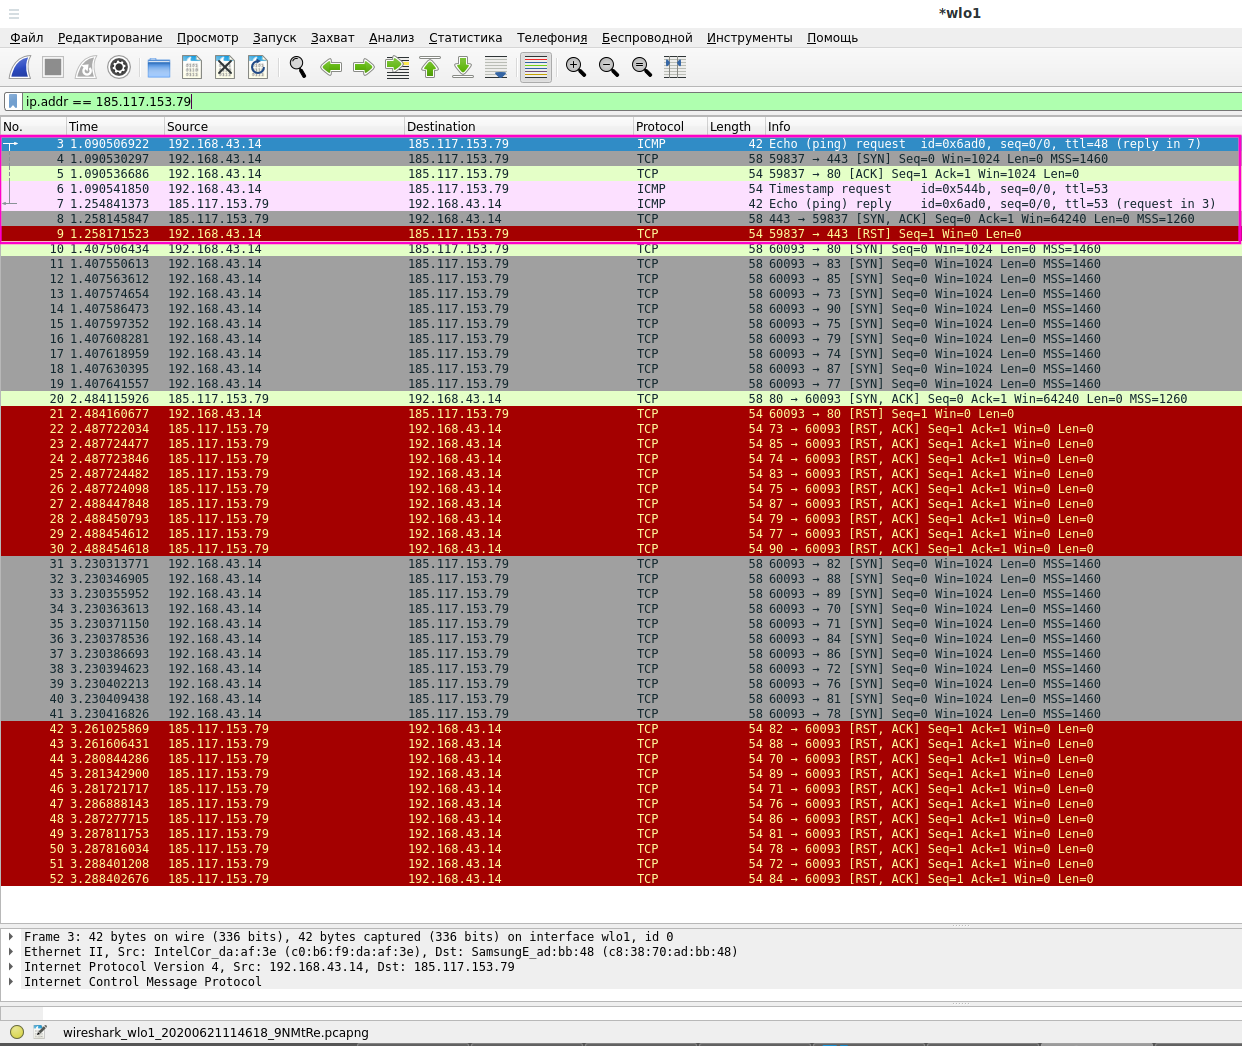 *wlo1
Файл Редактирование Просмотр Запуск Захват Анализ Статистика Телефония Беспроводной Инструменты Помощь
ip.addr == 185.117.153.79
No. Time Source Destination Protocol Length Info
3 1.090506922 192.168.43.14 185.117.153.79 ICMP 42 Echo (ping) request id=0x6ad0, seq=0/0, ttl=48 (reply in 7)
4 1.090530297 192.168.43.14 185.117.153.79 TCP 58 59837 → 443 [SYN] Seq=0 Win=1024 Len=0 MSS=1460
5 1.090536686 192.168.43.14 185.117.153.79 TCP 54 59837 → 80 [ACK] Seq=1 Ack=1 Win=1024 Len=0
6 1.090541850 192.168.43.14 185.117.153.79 ICMP 54 Timestamp request id=0x544b, seq=0/0, ttl=53
7 1.254841373 185.117.153.79 192.168.43.14 ICMP 42 Echo (ping) reply id=0x6ad0, seq=0/0, ttl=53 (request in 3)
8 1.258145847 185.117.153.79 192.168.43.14 TCP 58 443 → 59837 [SYN, ACK] Seq=0 Ack=1 Win=64240 Len=0 MSS=1260
9 1.258171523 192.168.43.14 185.117.153.79 TCP 54 59837 → 443 [RST] Seq=1 Win=0 Len=0
10 1.407506434 192.168.43.14 185.117.153.79 TCP 58 60093 → 80 [SYN] Seq=0 Win=1024 Len=0 MSS=1460
11 1.407550613 192.168.43.14 185.117.153.79 TCP 58 60093 → 83 [SYN] Seq=0 Win=1024 Len=0 MSS=1460
12 1.407563612 192.168.43.14 185.117.153.79 TCP 58 60093 → 85 [SYN] Seq=0 Win=1024 Len=0 MSS=1460
13 1.407574654 192.168.43.14 185.117.153.79 TCP 58 60093 → 73 [SYN] Seq=0 Win=1024 Len=0 MSS=1460
14 1.407586473 192.168.43.14 185.117.153.79 TCP 58 60093 → 90 [SYN] Seq=0 Win=1024 Len=0 MSS=1460
15 1.407597352 192.168.43.14 185.117.153.79 TCP 58 60093 → 75 [SYN] Seq=0 Win=1024 Len=0 MSS=1460
16 1.407608281 192.168.43.14 185.117.153.79 TCP 58 60093 → 79 [SYN] Seq=0 Win=1024 Len=0 MSS=1460
17 1.407618959 192.168.43.14 185.117.153.79 TCP 58 60093 → 74 [SYN] Seq=0 Win=1024 Len=0 MSS=1460
18 1.407630395 192.168.43.14 185.117.153.79 TCP 58 60093 → 87 [SYN] Seq=0 Win=1024 Len=0 MSS=1460
19 1.407641557 192.168.43.14 185.117.153.79 TCP 58 60093 → 77 [SYN] Seq=0 Win=1024 Len=0 MSS=1460
20 2.484115926 185.117.153.79 192.168.43.14 TCP 58 80 → 60093 [SYN, ACK] Seq=0 Ack=1 Win=64240 Len=0 MSS=1260
21 2.484160677 192.168.43.14 185.117.153.79 TCP 54 60093 → 80 [RST] Seq=1 Win=0 Len=0
22 2.487722034 185.117.153.79 192.168.43.14 TCP 54 73 → 60093 [RST, ACK] Seq=1 Ack=1 Win=0 Len=0
23 2.487724477 185.117.153.79 192.168.43.14 TCP 54 85 → 60093 [RST, ACK] Seq=1 Ack=1 Win=0 Len=0
24 2.487723846 185.117.153.79 192.168.43.14 TCP 54 74 → 60093 [RST, ACK] Seq=1 Ack=1 Win=0 Len=0
25 2.487724482 185.117.153.79 192.168.43.14 TCP 54 83 → 60093 [RST, ACK] Seq=1 Ack=1 Win=0 Len=0
26 2.487724098 185.117.153.79 192.168.43.14 TCP 54 75 → 60093 [RST, ACK] Seq=1 Ack=1 Win=0 Len=0
27 2.488447848 185.117.153.79 192.168.43.14 TCP 54 87 → 60093 [RST, ACK] Seq=1 Ack=1 Win=0 Len=0
28 2.488450793 185.117.153.79 192.168.43.14 TCP 54 79 → 60093 [RST, ACK] Seq=1 Ack=1 Win=0 Len=0
29 2.488454612 185.117.153.79 192.168.43.14 TCP 54 77 → 60093 [RST, ACK] Seq=1 Ack=1 Win=0 Len=0
30 2.488454618 185.117.153.79 192.168.43.14 TCP 54 90 → 60093 [RST, ACK] Seq=1 Ack=1 Win=0 Len=0
31 3.230313771 192.168.43.14 185.117.153.79 TCP 58 60093 → 82 [SYN] Seq=0 Win=1024 Len=0 MSS=1460
32 3.230346905 192.168.43.14 185.117.153.79 TCP 58 60093 → 88 [SYN] Seq=0 Win=1024 Len=0 MSS=1460
33 3.230355952 192.168.43.14 185.117.153.79 TCP 58 60093 → 89 [SYN] Seq=0 Win=1024 Len=0 MSS=1460
34 3.230363613 192.168.43.14 185.117.153.79 TCP 58 60093 → 70 [SYN] Seq=0 Win=1024 Len=0 MSS=1460
35 3.230371150 192.168.43.14 185.117.153.79 TCP 58 60093 → 71 [SYN] Seq=0 Win=1024 Len=0 MSS=1460
36 3.230378536 192.168.43.14 185.117.153.79 TCP 58 60093 → 84 [SYN] Seq=0 Win=1024 Len=0 MSS=1460
37 3.230386693 192.168.43.14 185.117.153.79 TCP 58 60093 → 86 [SYN] Seq=0 Win=1024 Len=0 MSS=1460
38 3.230394623 192.168.43.14 185.117.153.79 TCP 58 60093 → 72 [SYN] Seq=0 Win=1024 Len=0 MSS=1460
39 3.230402213 192.168.43.14 185.117.153.79 TCP 58 60093 → 76 [SYN] Seq=0 Win=1024 Len=0 MSS=1460
40 3.230409438 192.168.43.14 185.117.153.79 TCP 58 60093 → 81 [SYN] Seq=0 Win=1024 Len=0 MSS=1460
41 3.230416826 192.168.43.14 185.117.153.79 TCP 58 60093 → 78 [SYN] Seq=0 Win=1024 Len=0 MSS=1460
42 3.261025869 185.117.153.79 192.168.43.14 TCP 54 82 → 60093 [RST, ACK] Seq=1 Ack=1 Win=0 Len=0
43 3.261606431 185.117.153.79 192.168.43.14 TCP 54 88 → 60093 [RST, ACK] Seq=1 Ack=1 Win=0 Len=0
44 3.280844286 185.117.153.79 192.168.43.14 TCP 54 70 → 60093 [RST, ACK] Seq=1 Ack=1 Win=0 Len=0
45 3.281342900 185.117.153.79 192.168.43.14 TCP 54 89 → 60093 [RST, ACK] Seq=1 Ack=1 Win=0 Len=0
46 3.281721717 185.117.153.79 192.168.43.14 TCP 54 71 → 60093 [RST, ACK] Seq=1 Ack=1 Win=0 Len=0
47 3.286888143 185.117.153.79 192.168.43.14 TCP 54 76 → 60093 [RST, ACK] Seq=1 Ack=1 Win=0 Len=0
48 3.287277715 185.117.153.79 192.168.43.14 TCP 54 86 → 60093 [RST, ACK] Seq=1 Ack=1 Win=0 Len=0
49 3.287811753 185.117.153.79 192.168.43.14 TCP 54 81 → 60093 [RST, ACK] Seq=1 Ack=1 Win=0 Len=0
50 3.287816034 185.117.153.79 192.168.43.14 TCP 54 78 → 60093 [RST, ACK] Seq=1 Ack=1 Win=0 Len=0
51 3.288401208 185.117.153.79 192.168.43.14 TCP 54 72 → 60093 [RST, ACK] Seq=1 Ack=1 Win=0 Len=0
52 3.288402676 185.117.153.79 192.168.43.14 TCP 54 84 → 60093 [RST, ACK] Seq=1 Ack=1 Win=0 Len=0
Frame 3: 42 bytes on wire (336 bits), 42 bytes captured (336 bits) on interface wlo1, id 0
Ethernet II, Src: IntelCor_da:af:3e (c0:b6:f9:da:af:3e), Dst: SamsungE_ad:bb:48 (c8:38:70:ad:bb:48)
Internet Protocol Version 4, Src: 192.168.43.14, Dst: 185.117.153.79
Internet Control Message Protocol
wireshark_wlo1_20200621114618_9NMtRe.pcapng